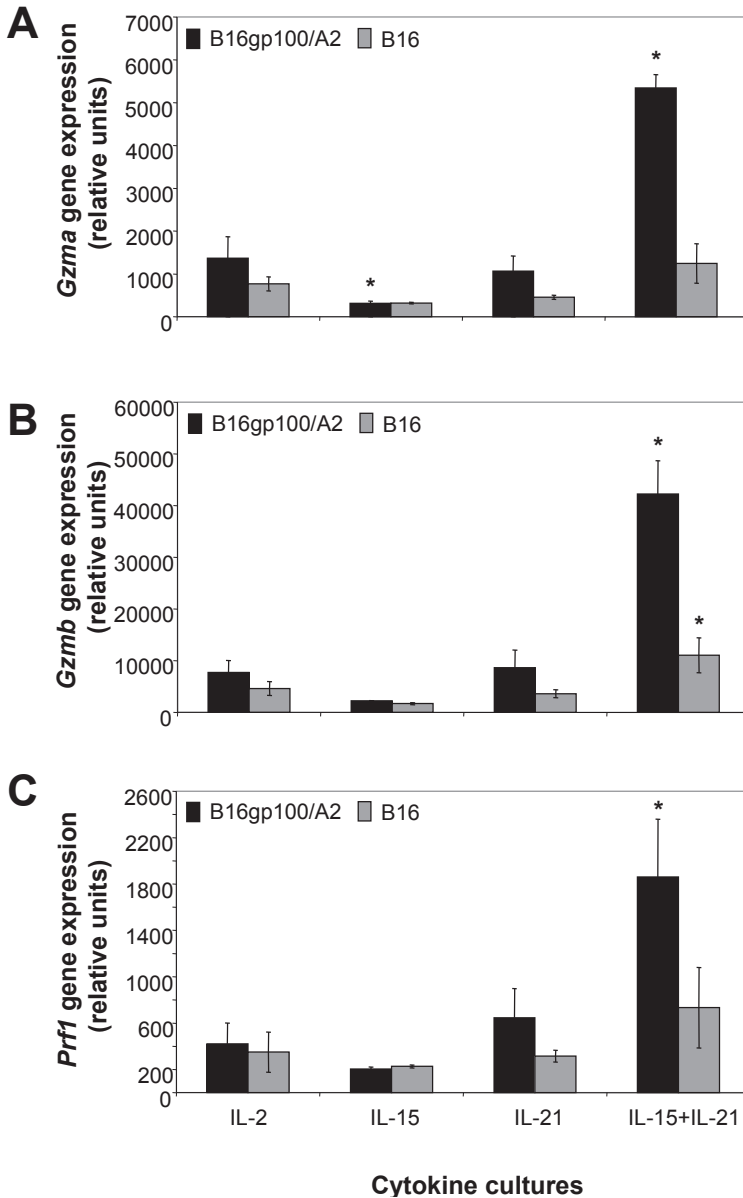 A
Gzma gene expression
(relative units)
7000
6000
5000
4000
3000
2000
1000
0
B16gp100/A2 B16
*
*
B
Gzmb gene expression
(relative units)
60000
50000
40000
30000
20000
10000
0
B16gp100/A2 B16
*
*
C
Prf1 gene expression
(relative units)
2600
2200
1800
1400
1000
600
200
0
B16gp100/A2 B16
*
IL-2 IL-15 IL-21 IL-15+IL-21
Cytokine cultures